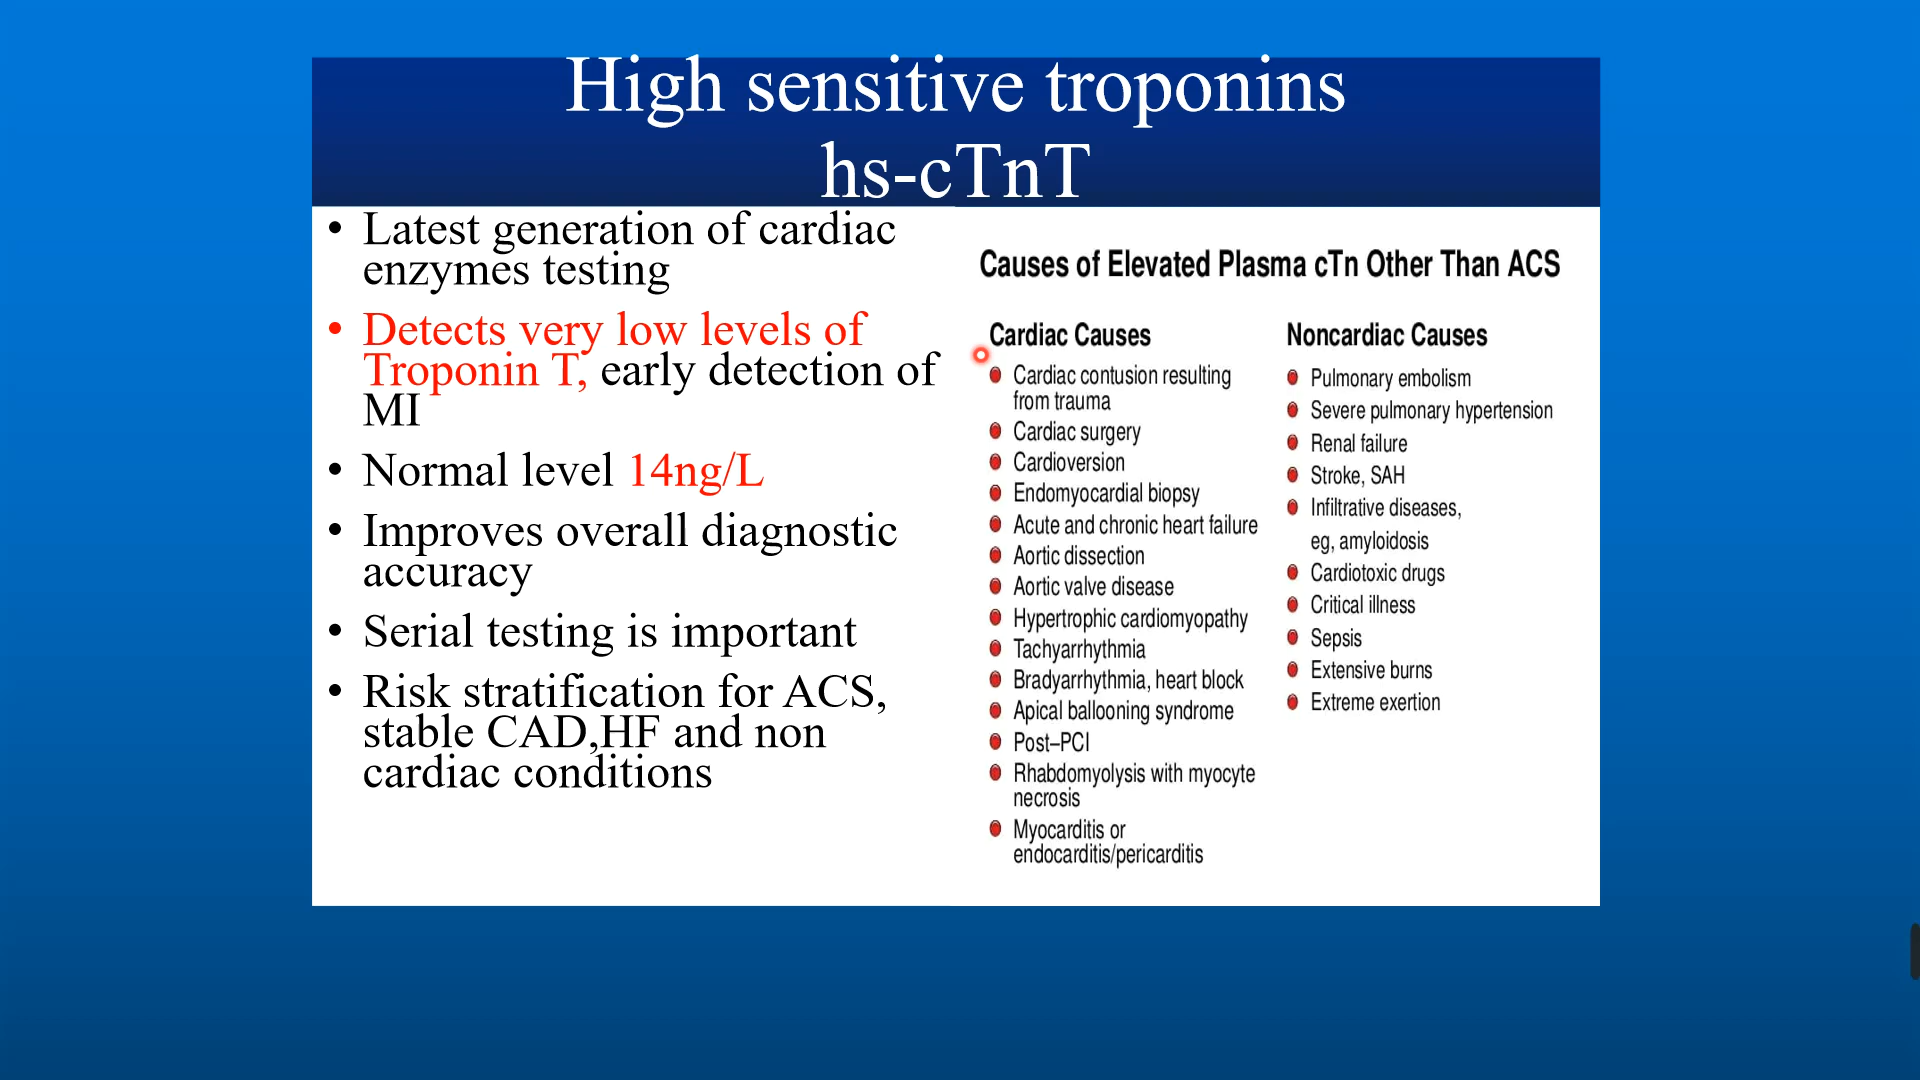 High sensitive troponins
hs-cTnT
• Latest generation of cardiac
enzymes testing
• Detects very low levels of
Troponin T, early detection of
MI
• Normal level 14ng/L
• Improves overall diagnostic
accuracy
• Serial testing is important
• Risk stratification for ACS,
stable CAD,HF and non
cardiac conditions
Causes of Elevated Plasma cTn Other Than ACS
Cardiac Causes
Cardiac contusion resulting
from trauma
Cardiac surgery
Cardioversion
Endomyocardial biopsy
Acute and chronic heart failure
Aortic dissection
Aortic valve disease
Hypertrophic cardiomyopathy
Tachyarrhythmia
Bradyarrhythmia, heart block
Apical ballooning syndrome
Post–PCI
Rhabdomyolysis with myocyte
necrosis
Myocarditis or
endocarditis/pericarditis
Noncardiac Causes
Pulmonary embolism
Severe pulmonary hypertension
Renal failure
Stroke, SAH
Infiltrative diseases,
eg, amyloidosis
Cardiotoxic drugs
Critical illness
Sepsis
Extensive burns
Extreme exertion